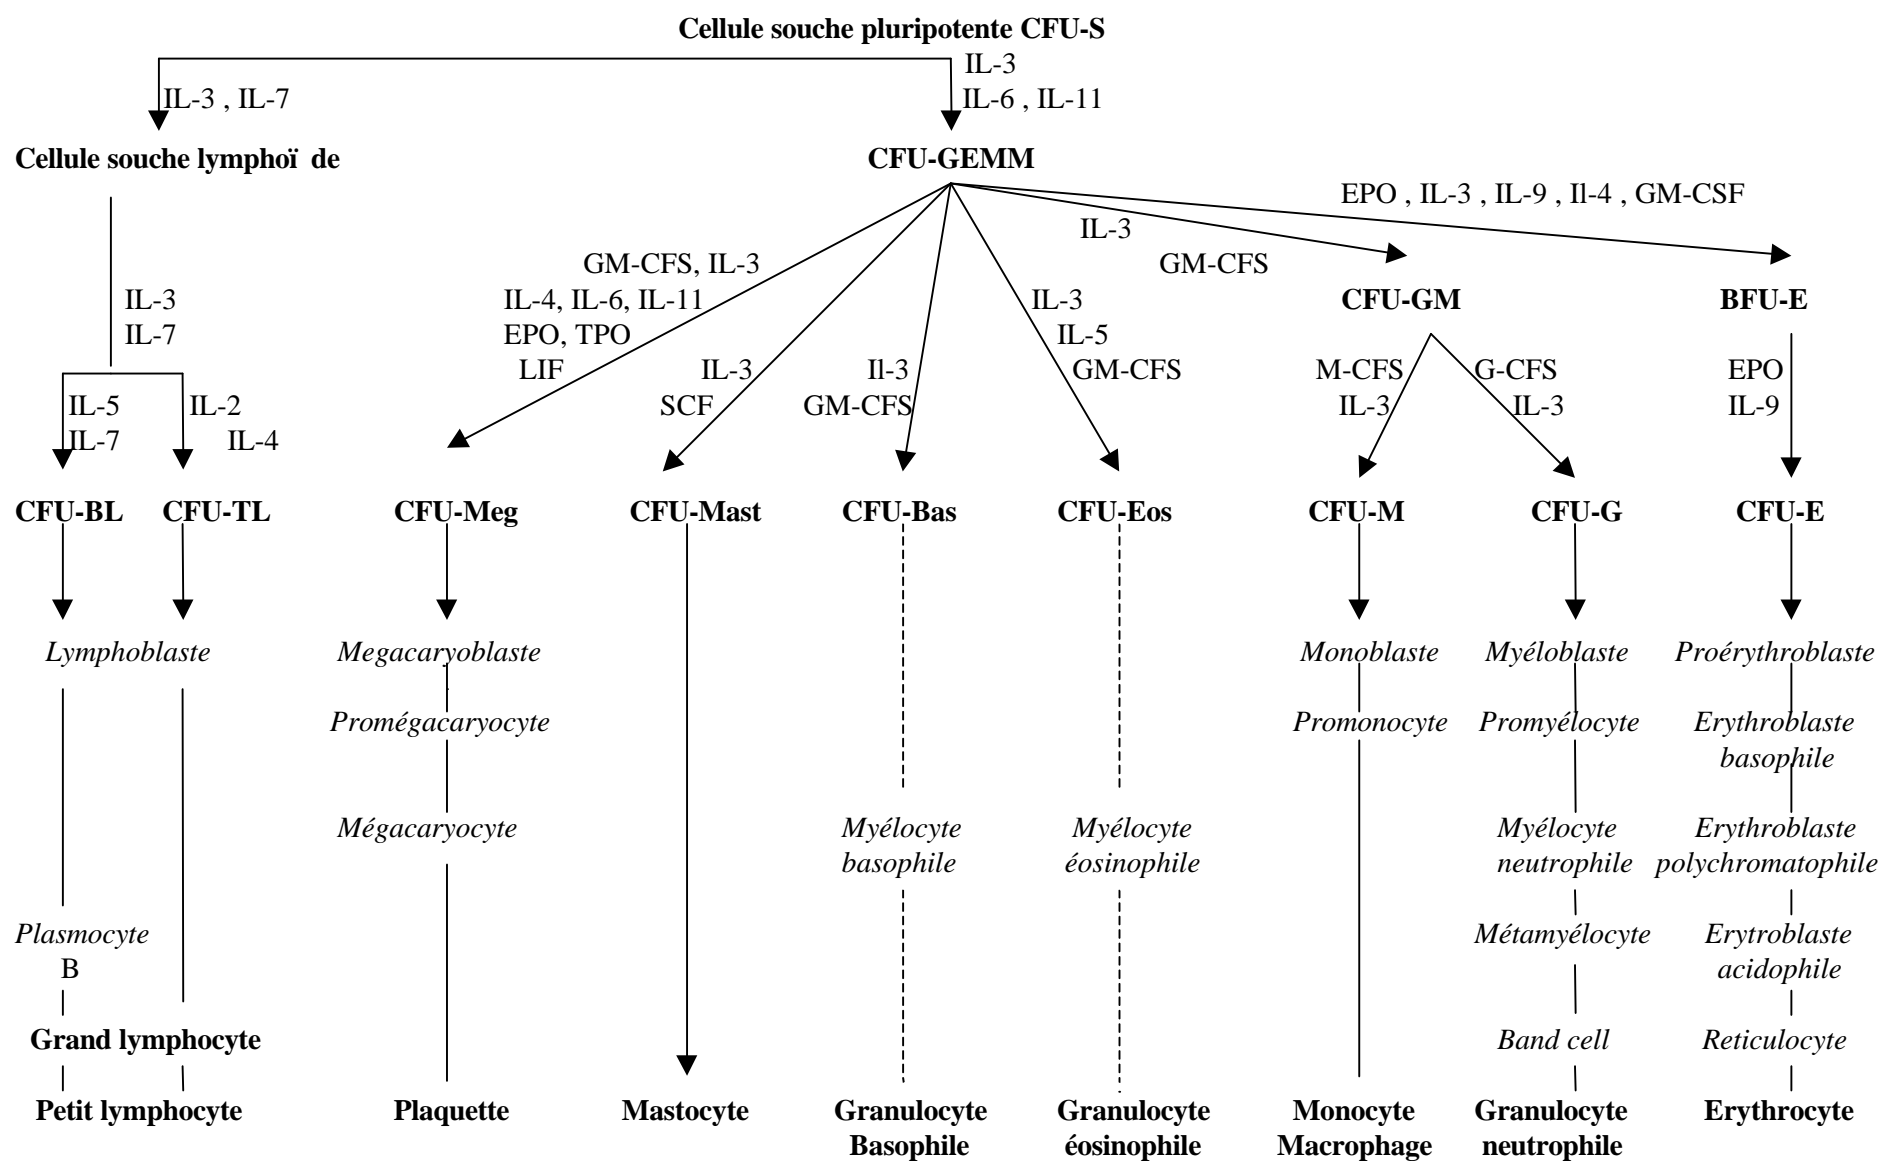 Cellule souche pluripotente CFU-S
IL-3
IL-3 , IL-7
IL-6 , IL-11
Cellule souche lymphoï de
CFU-GEMM
EPO , IL-3 , IL-9 , Il-4 , GM-CSF
IL-3
GM-CFS, IL-3
GM-CFS
IL-3
IL-7
IL-4, IL-6, IL-11
EPO, TPO
LIF
IL-3
IL-5
GM-CFS
CFU-GM
BFU-E
IL-3
SCF
Il-3
GM-CFS
M-CFS
IL-3
G-CFS
IL-3
EPO
IL-9
IL-5
IL-7
IL-2
IL-4
CFU-BL
CFU-TL
CFU-Meg
CFU-Mast
CFU-Bas
CFU-Eos
CFU-M
CFU-G
CFU-E
Lymphoblaste
Megacaryoblaste
Monoblaste
Myéloblaste
Proérythroblaste
Promégacaryocyte
Promonocyte
Promyélocyte
Erythroblaste
basophile
Mégacaryocyte
Myélocyte
basophile
Myélocyte
éosinophile
Myélocyte
neutrophile
Erythroblaste
polychromatophile
Plasmocyte
B
Métamyélocyte
Erytroblaste
acidophile
Grand lymphocyte
Band cell
Reticulocyte
Petit lymphocyte
Plaquette
Mastocyte
Granulocyte
Basophile
Granulocyte
éosinophile
Monocyte
Macrophage
Granulocyte
neutrophile
Erythrocyte